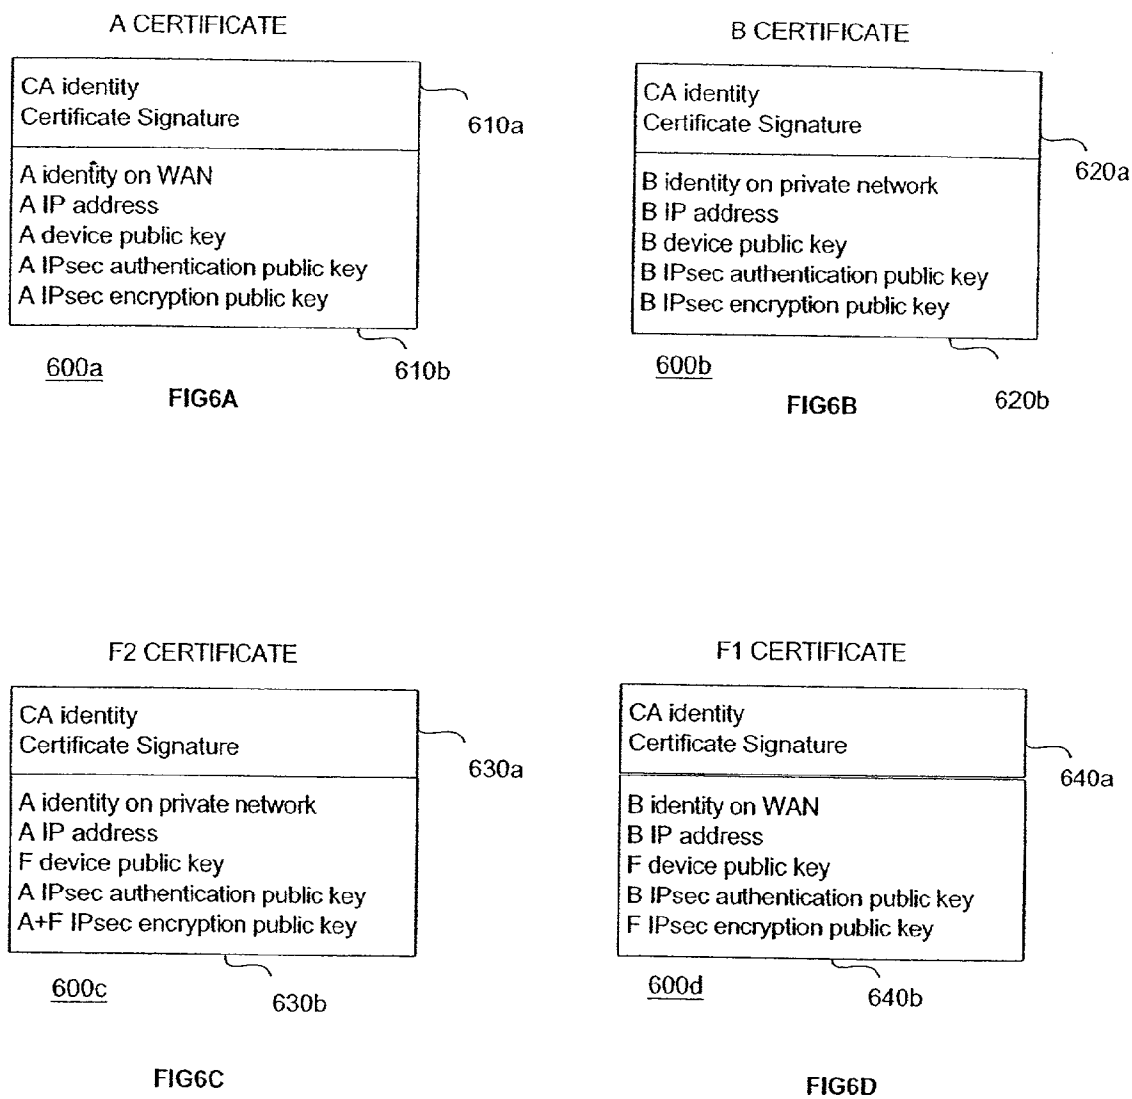 A CERTIFICATE
CA identity
Certificate Signature
610a
A identity on WAN
A IP address
A device public key
A IPsec authentication public key
A IPsec encryption public key
600a
610b
FIG6A
B CERTIFICATE
CA identity
Certificate Signature
620a
B identity on private network
B IP address
B device public key
B IPsec authentication public key
B IPsec encryption public key
600b
620b
FIG6B
F2 CERTIFICATE
CA identity
Certificate Signature
630a
A identity on private network
A IP address
F device public key
A IPsec authentication public key
A+F IPsec encryption public key
600c
630b
FIG6C
F1 CERTIFICATE
CA identity
Certificate Signature
640a
B identity on WAN
B IP address
F device public key
B IPsec authentication public key
F IPsec encryption public key
600d
640b
FIG6D